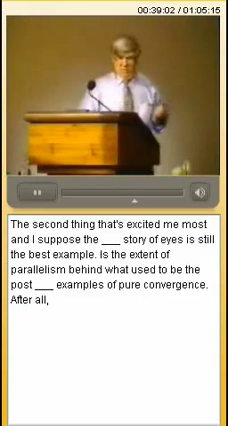 00:39:02 / 01:05:15
The second thing that's excited me most
and I suppose the ___ story of eyes is still
the best example. Is the extent of
parallelism behind what used to be the
post ___ examples of pure convergence.
After all,